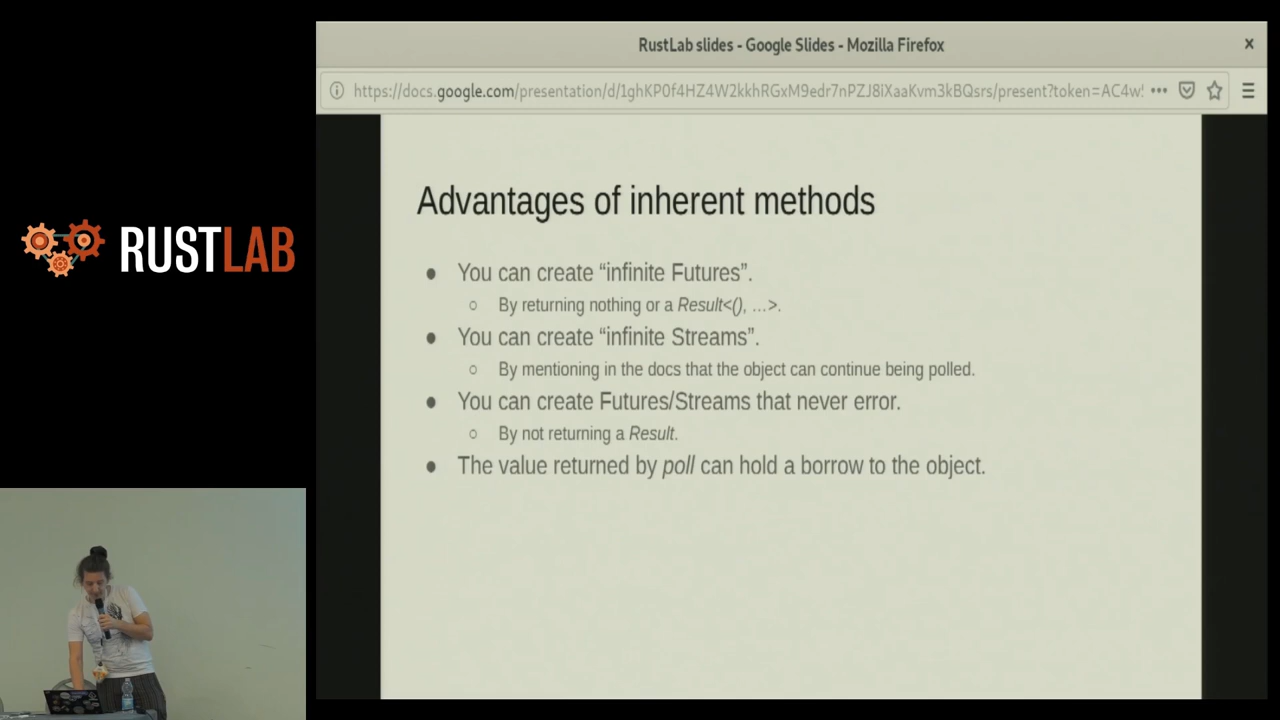 RustLab slides - Google Slides - Mozilla Firefox
https://docs.google.com/presentation/d/1ghKP0f4HZ4W2kkhRGxM9edr7nPZJ8iXaaKvm3kBQsrs/present?token=AC4w!
Advantages of inherent methods
● You can create “infinite Futures”.
○ By returning nothing or a Result<(), …>.
● You can create “infinite Streams”.
○ By mentioning in the docs that the object can continue being polled.
● You can create Futures/Streams that never error.
○ By not returning a Result.
● The value returned by poll can hold a borrow to the object.
RUSTLAB